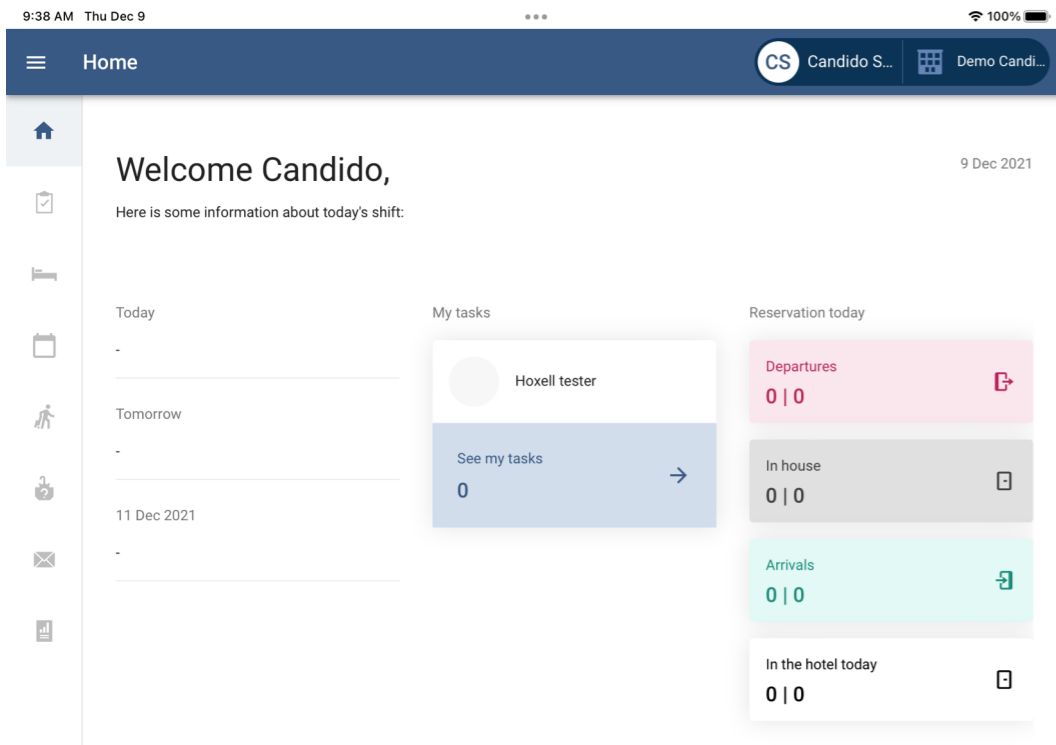 9:38 AM Thu Dec 9
100%
Home
CS Candido S... Demo Candi...
Welcome Candido,
9 Dec 2021
Here is some information about today's shift:
Today
-
Tomorrow
-
11 Dec 2021
-
My tasks
Hoxell tester
See my tasks
0
Reservation today
Departures
0 | 0
In house
0 | 0
Arrivals
0 | 0
In the hotel today
0 | 0